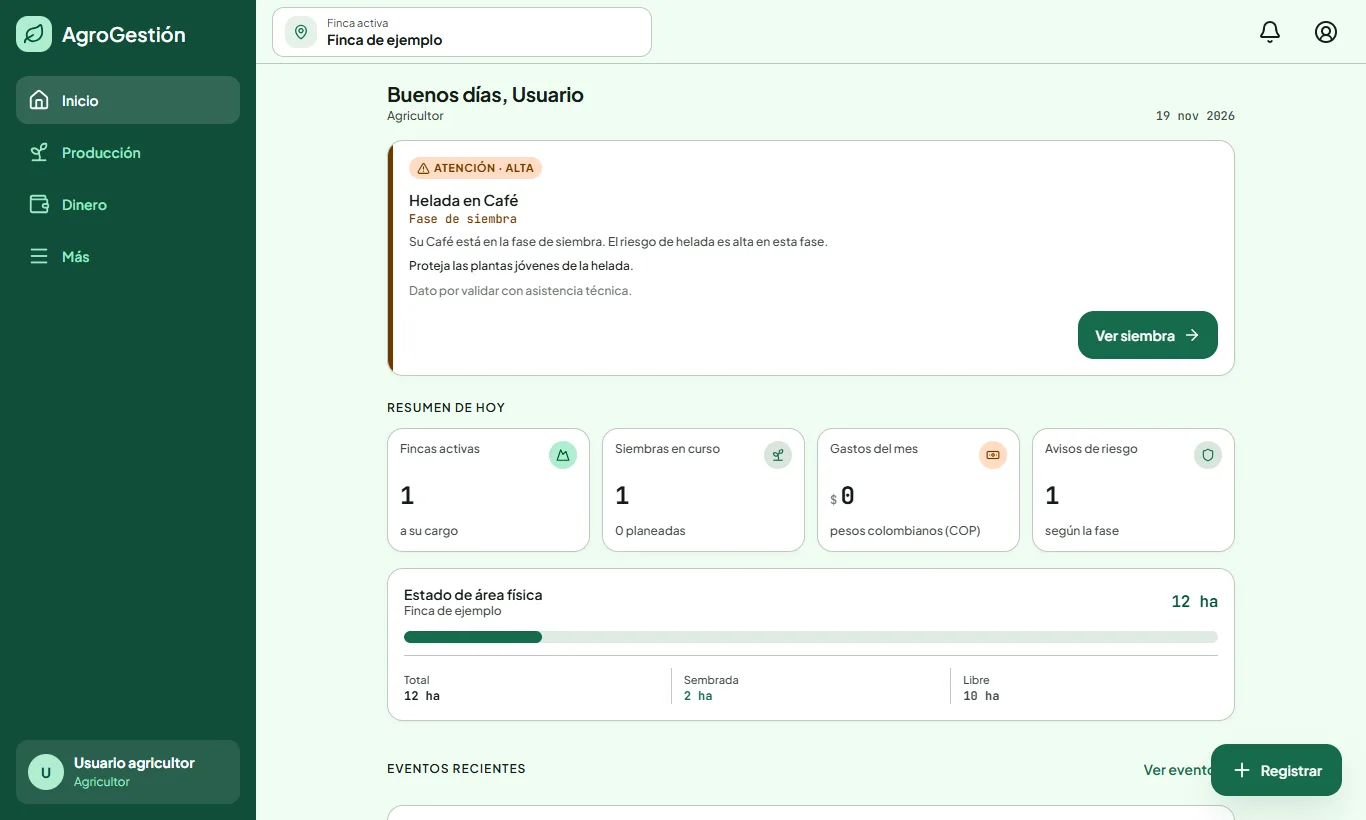 AgroGestión
Inicio
Producción
Dinero
Más
U
Usuario agricultor
Agricultor
Finca activa
Finca de ejemplo
Buenos días, Usuario
Agricultor
19 nov 2026
ATENCIÓN · ALTA
Helada en Café
Fase de siembra
Su Café está en la fase de siembra. El riesgo de helada es alta en esta fase.
Proteja las plantas jóvenes de la helada.
Dato por validar con asistencia técnica.
Ver siembra
RESUMEN DE HOY
Fincas activas
1
a su cargo
Siembras en curso
1
0 planeadas
Gastos del mes
$ 0
pesos colombianos (COP)
Avisos de riesgo
1
según la fase
Estado de área física
Finca de ejemplo
12 ha
Total
12 ha
Sembrada
2 ha
Libre
10 ha
EVENTOS RECIENTES
Ver evento
Registrar